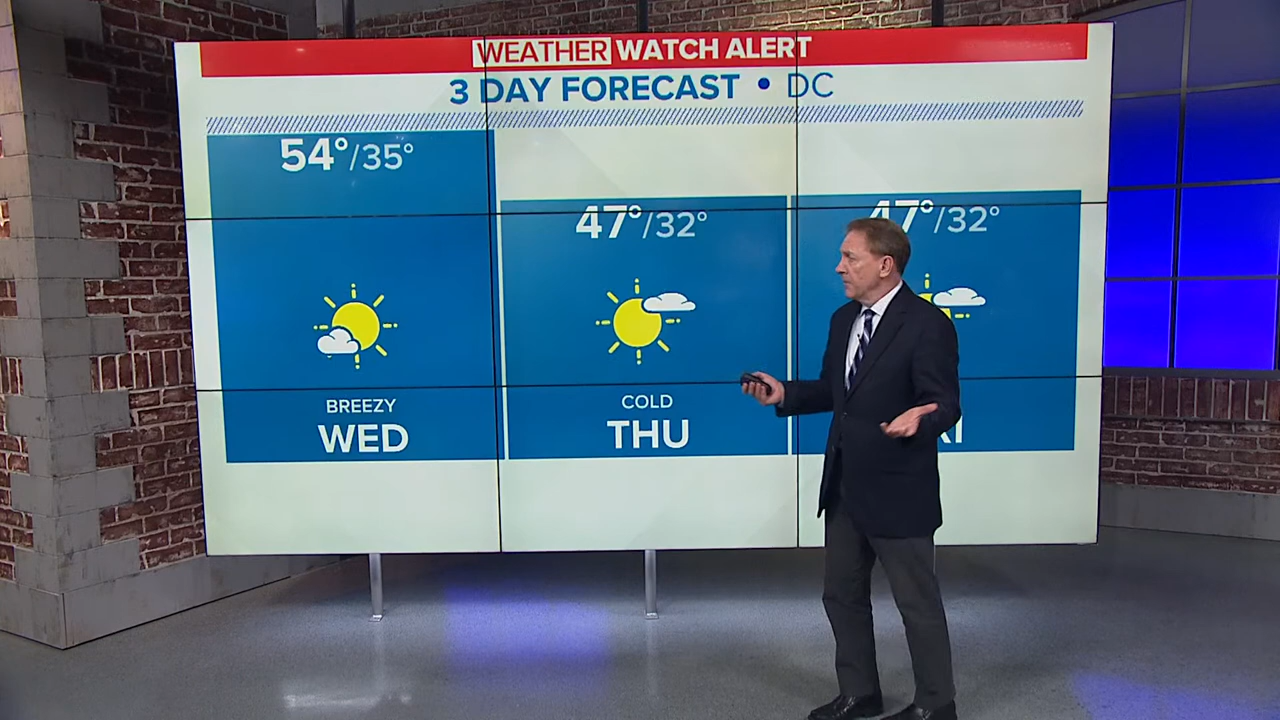 WEATHER WATCH ALERT
3 DAY FORECAST • DC
54°/35°
BREEZY
WED
47°/32°
COLD
THU
47°/32°